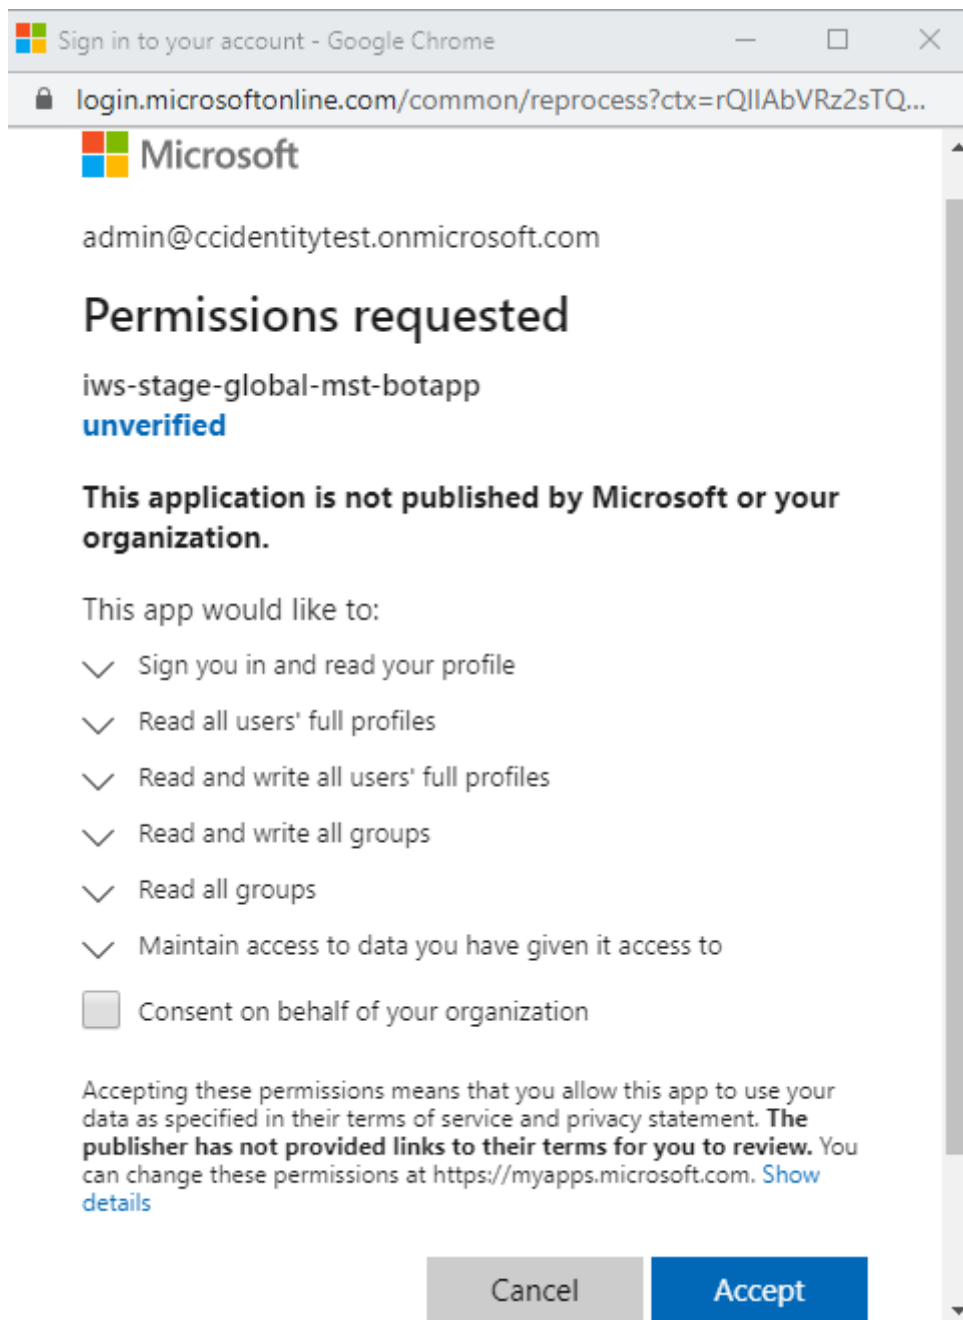 Sign in to your account - Google Chrome
login.microsoftonline.com/common/reprocess?ctx=rQIIAbVRz2sTQ...
Microsoft
admin@ccidentitytest.onmicrosoft.com
Permissions requested
iws-stage-global-mst-botapp
unverified
This application is not published by Microsoft or your
organization.
This app would like to:
Sign you in and read your profile
Read all users' full profiles
Read and write all users' full profiles
Read and write all groups
Read all groups
Maintain access to data you have given it access to
Consent on behalf of your organization
Accepting these permissions means that you allow this app to use your
data as specified in their terms of service and privacy statement. The
publisher has not provided links to their terms for you to review. You
can change these permissions at https://myapps.microsoft.com. Show
details
Cancel
Accept